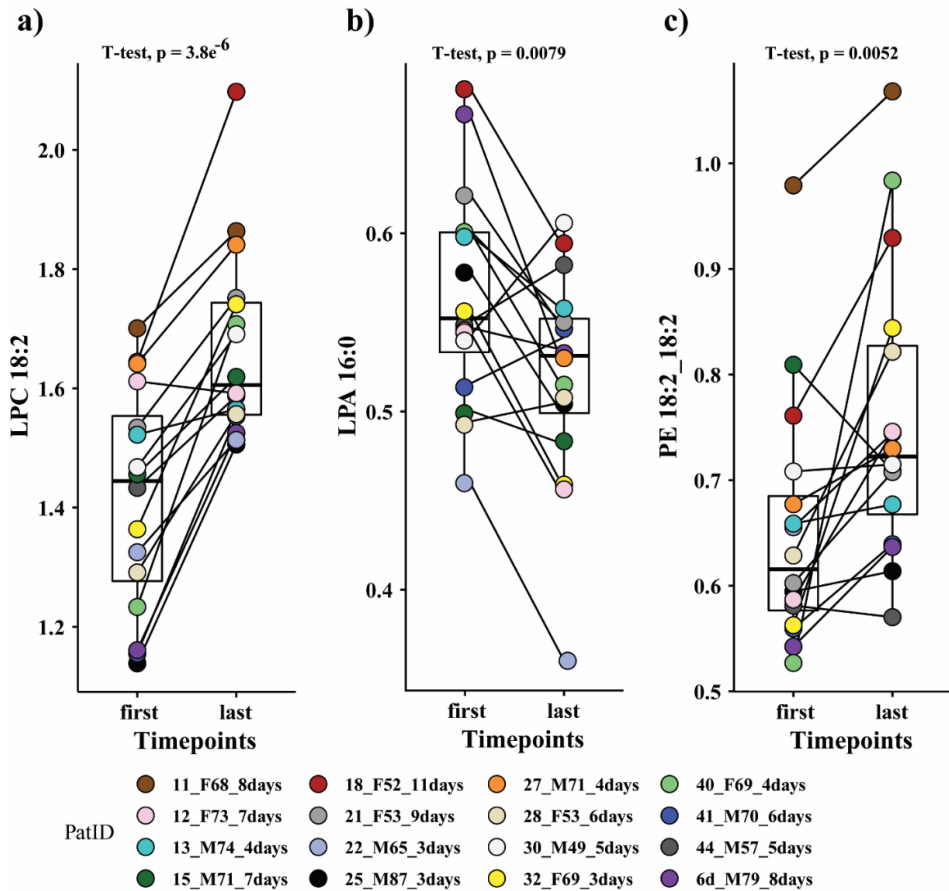 a)
b)
c)
T-test, p = 3.8e-6
T-test, p = 0.0079
T-test, p = 0.0052
LPC 18:2
2.0
1.8
1.6
1.4
1.2
first
last
Timepoints
LPA 16:0
0.6
0.5
0.4
first
last
Timepoints
PE 18:2_18:2
1.0
0.9
0.8
0.7
0.6
0.5
first
last
Timepoints
PatID
11_F68_8days
18_F52_11days
27_M71_4days
40_F69_4days
12_F73_7days
21_F53_9days
28_F53_6days
41_M70_6days
13_M74_4days
22_M65_3days
30_M49_5days
44_M57_5days
15_M71_7days
25_M87_3days
32_F69_3days
6d_M79_8days